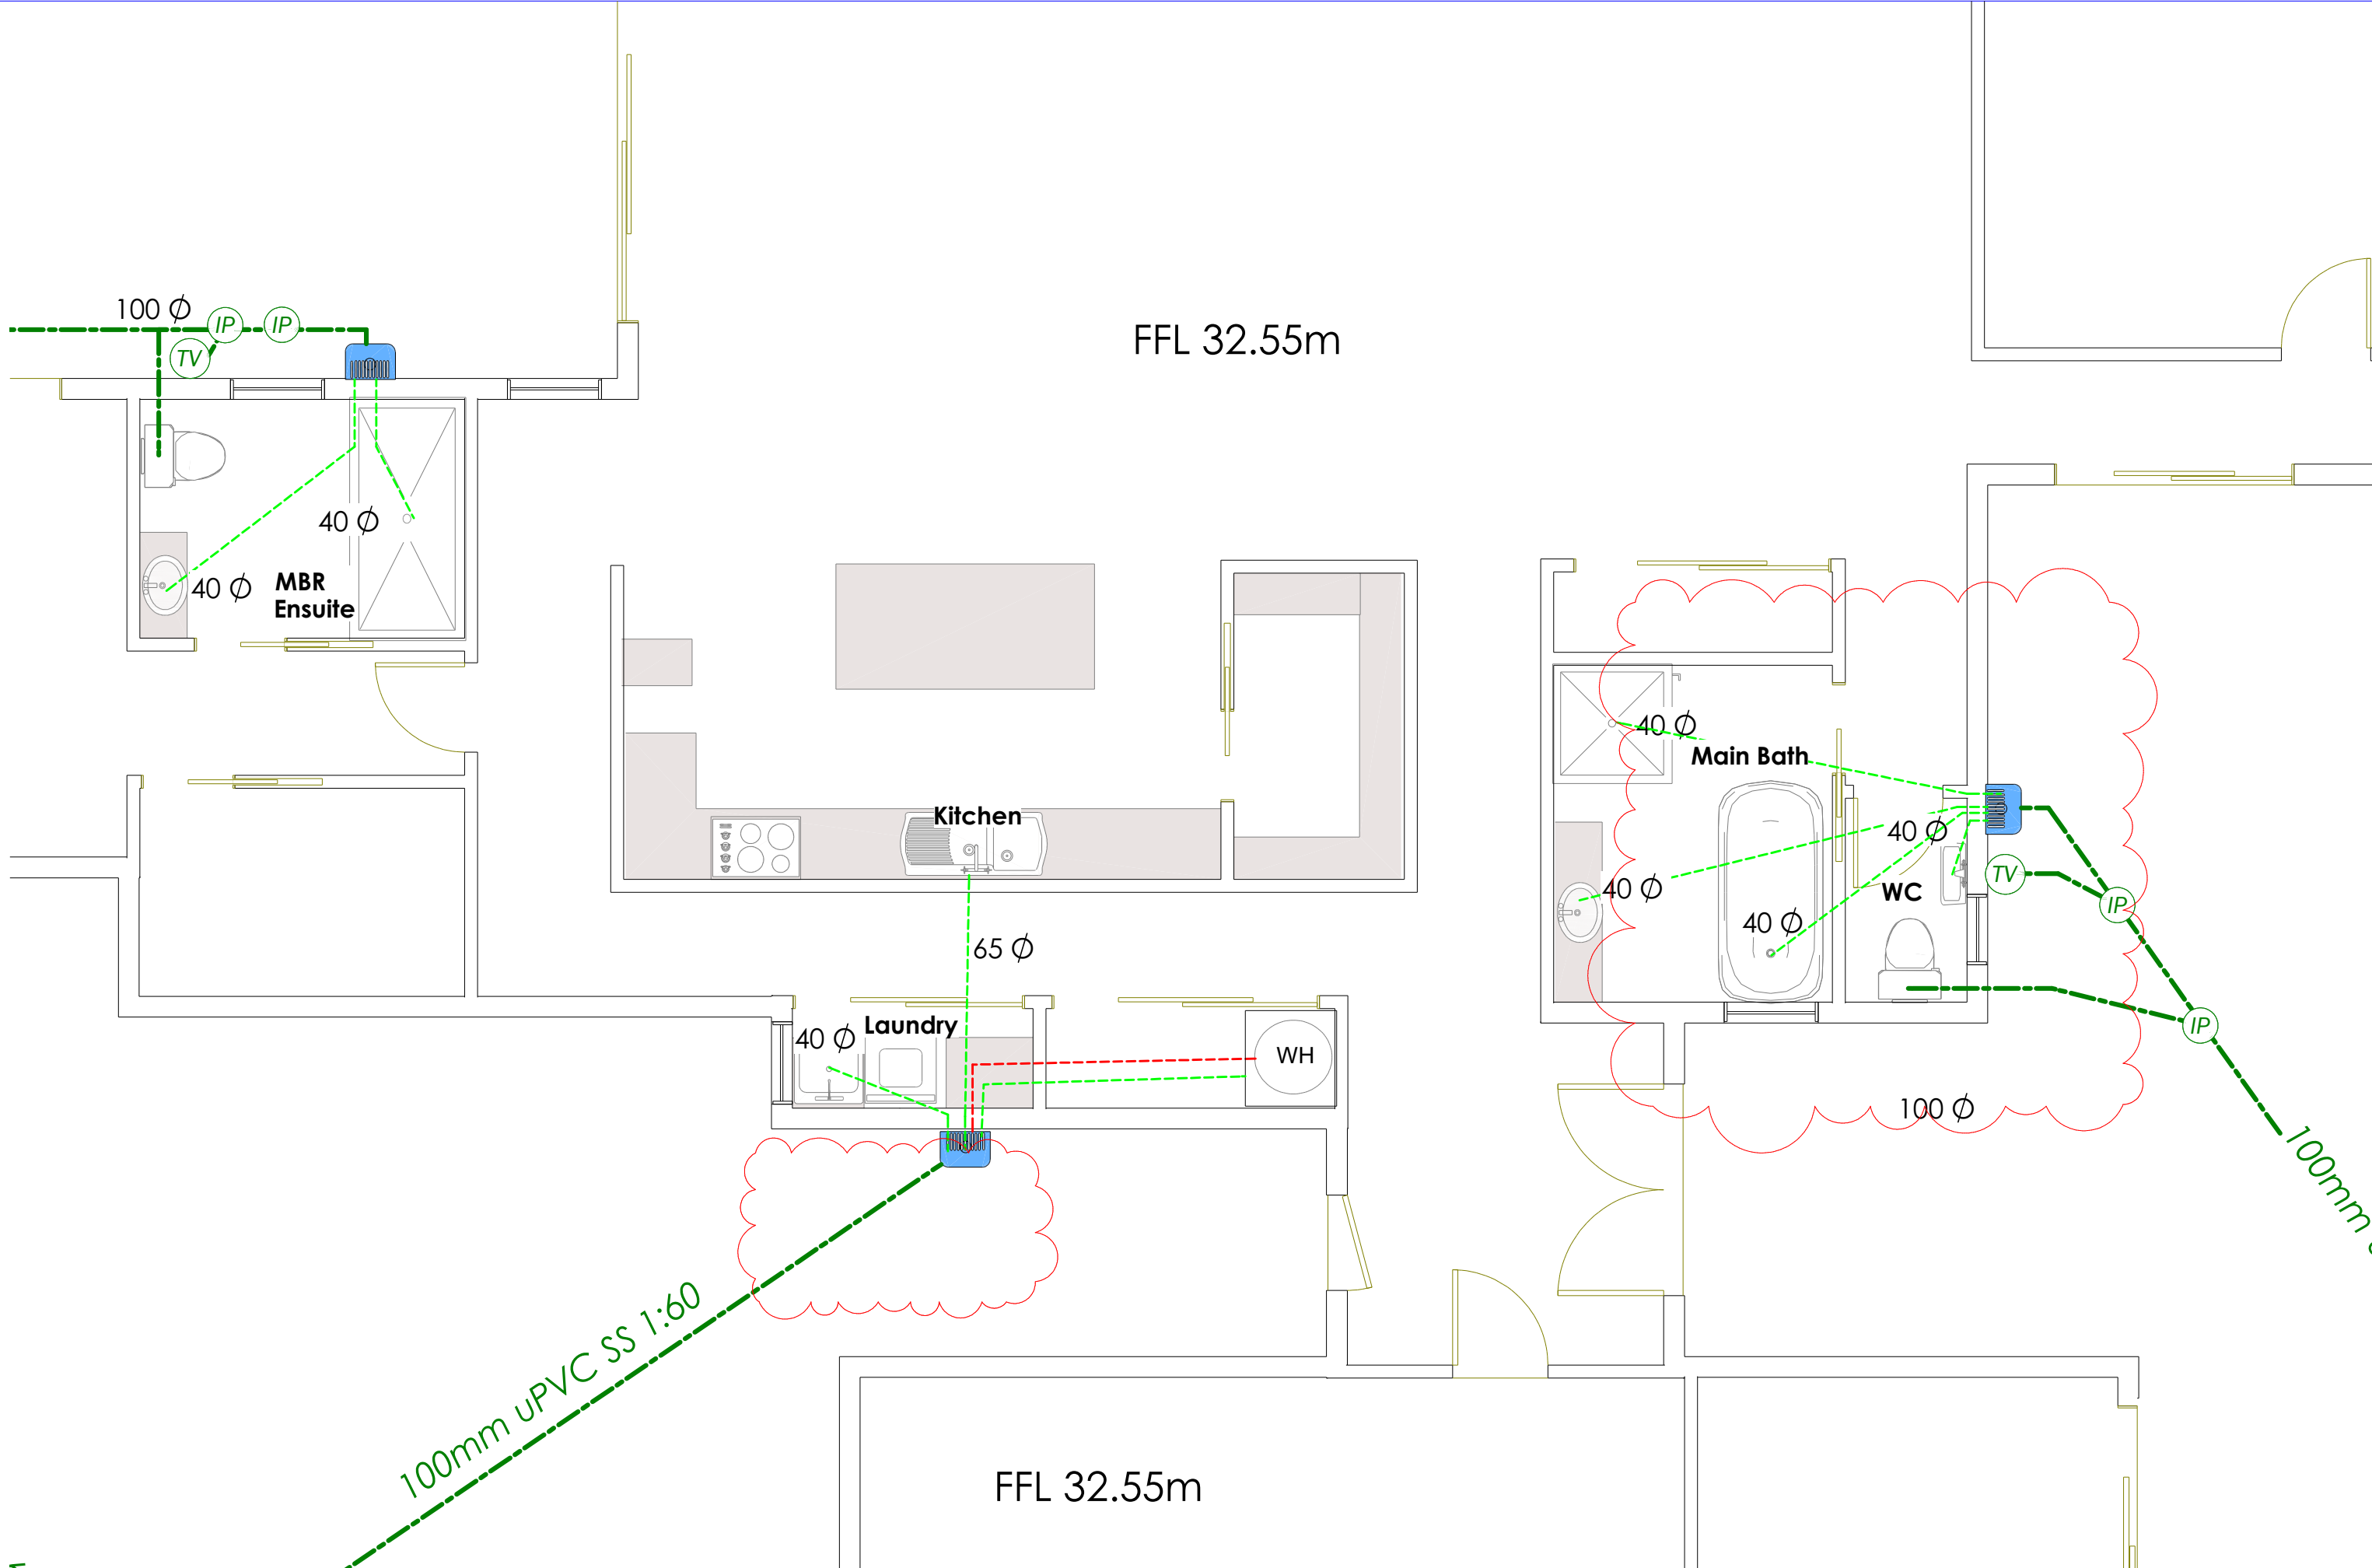 100 Ø
IP
IP
TV
FFL 32.55m
40 Ø
40 Ø
MBR
Ensuite
40 Ø
Main Bath
Kitchen
40 Ø
TV
40 Ø
WC
IP
40 Ø
65 Ø
IP
Laundry
40 Ø
WH
100 Ø
100mm
100mm uPVC SS 1:60
FFL 32.55m